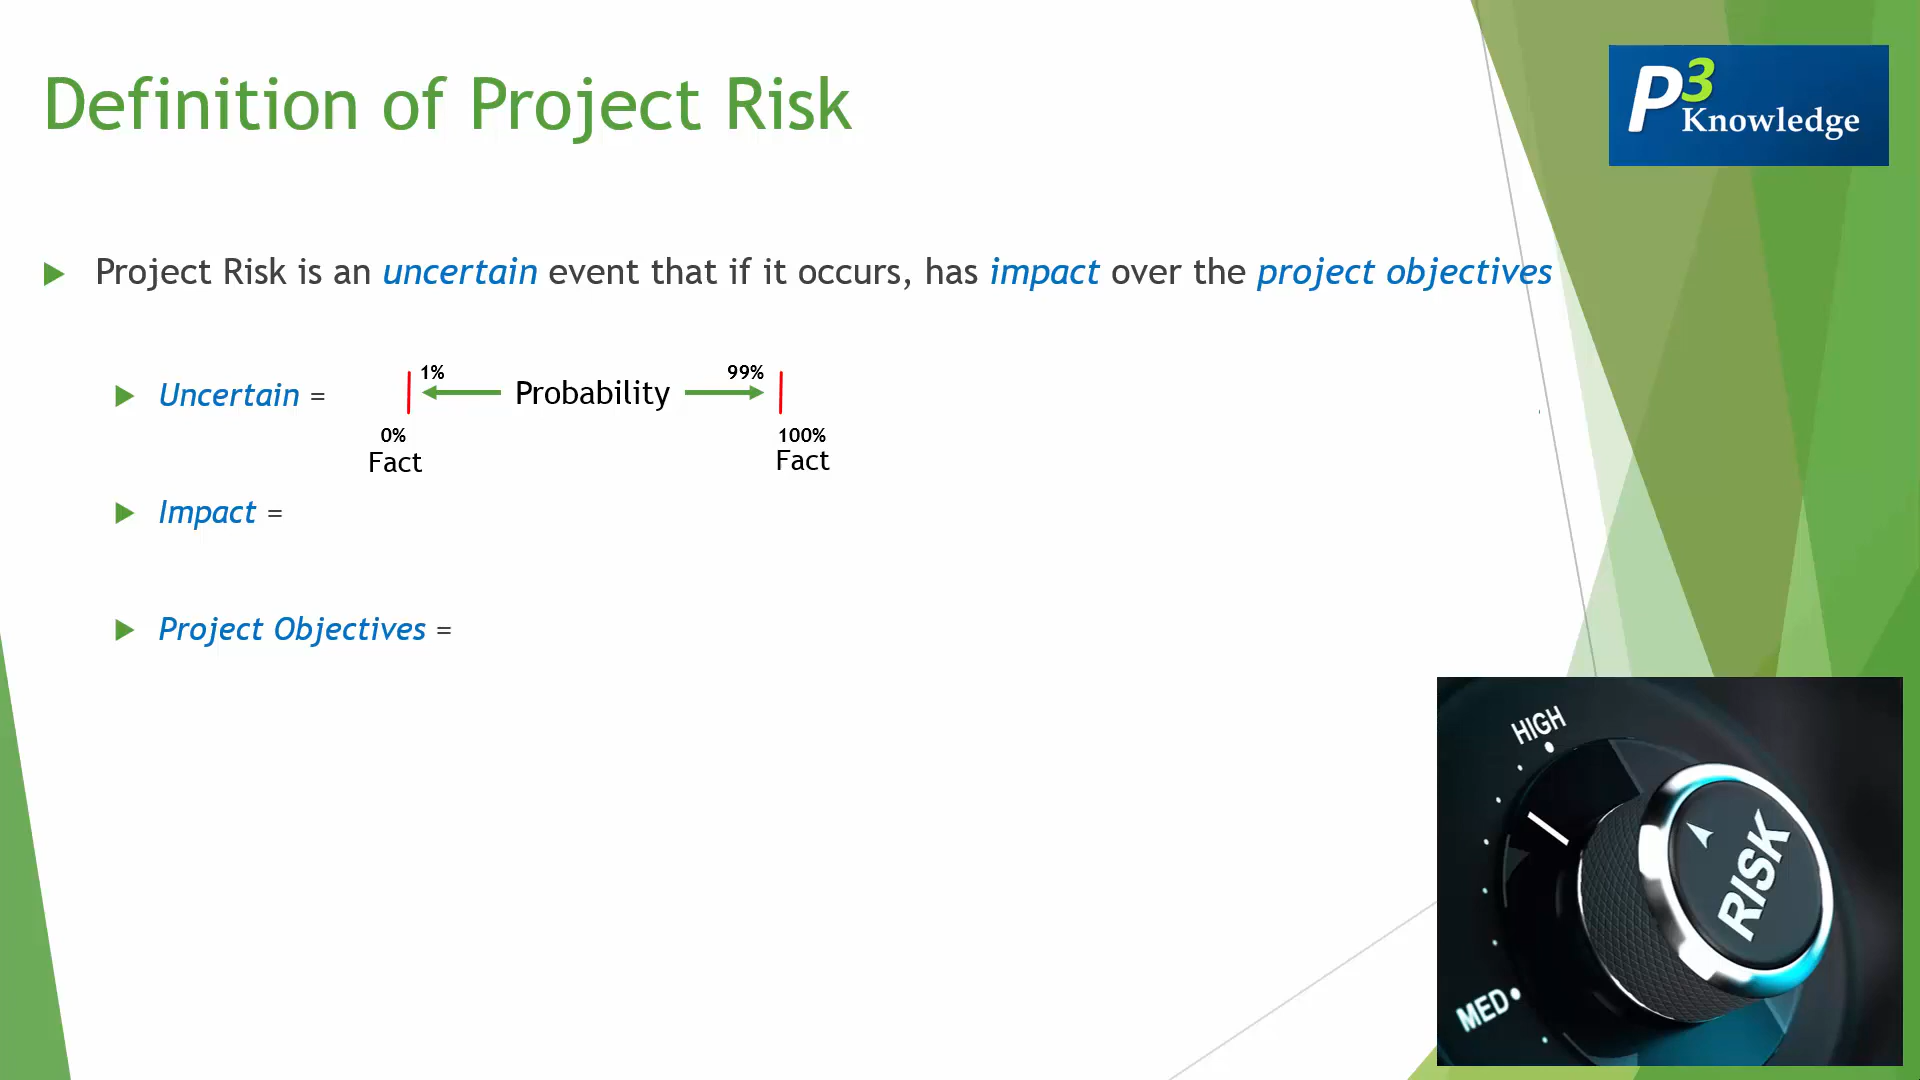 Definition of Project Risk
P3 Knowledge
Project Risk is an uncertain event that if it occurs, has impact over the project objectives
Uncertain =
1% Probability 99%
0% 100%
Fact Fact
Impact =
Project Objectives =
HIGH
RISK
MED